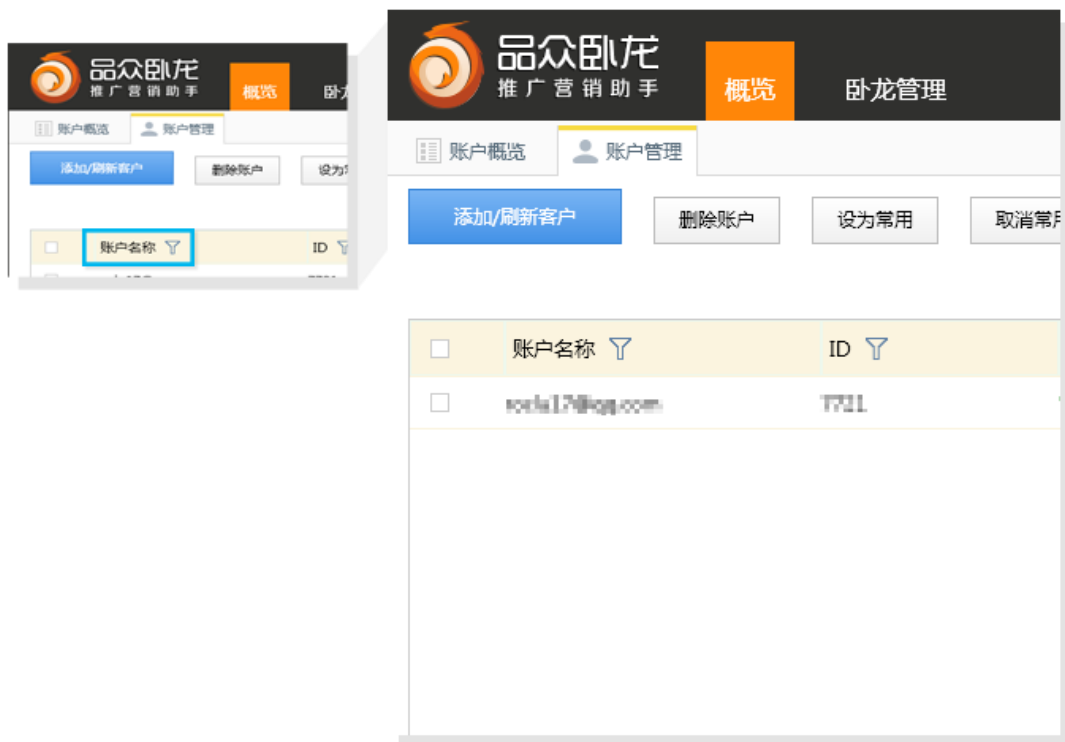 品众卧龙
推广营销助手
概览
账户概览
账户管理
添加/刷新客户
删除账户
账户名称
ID
品众卧龙
推广营销助手
概览
卧龙管理
账户概览
账户管理
添加/刷新客户
删除账户
设为常用
取消常用
账户名称
ID